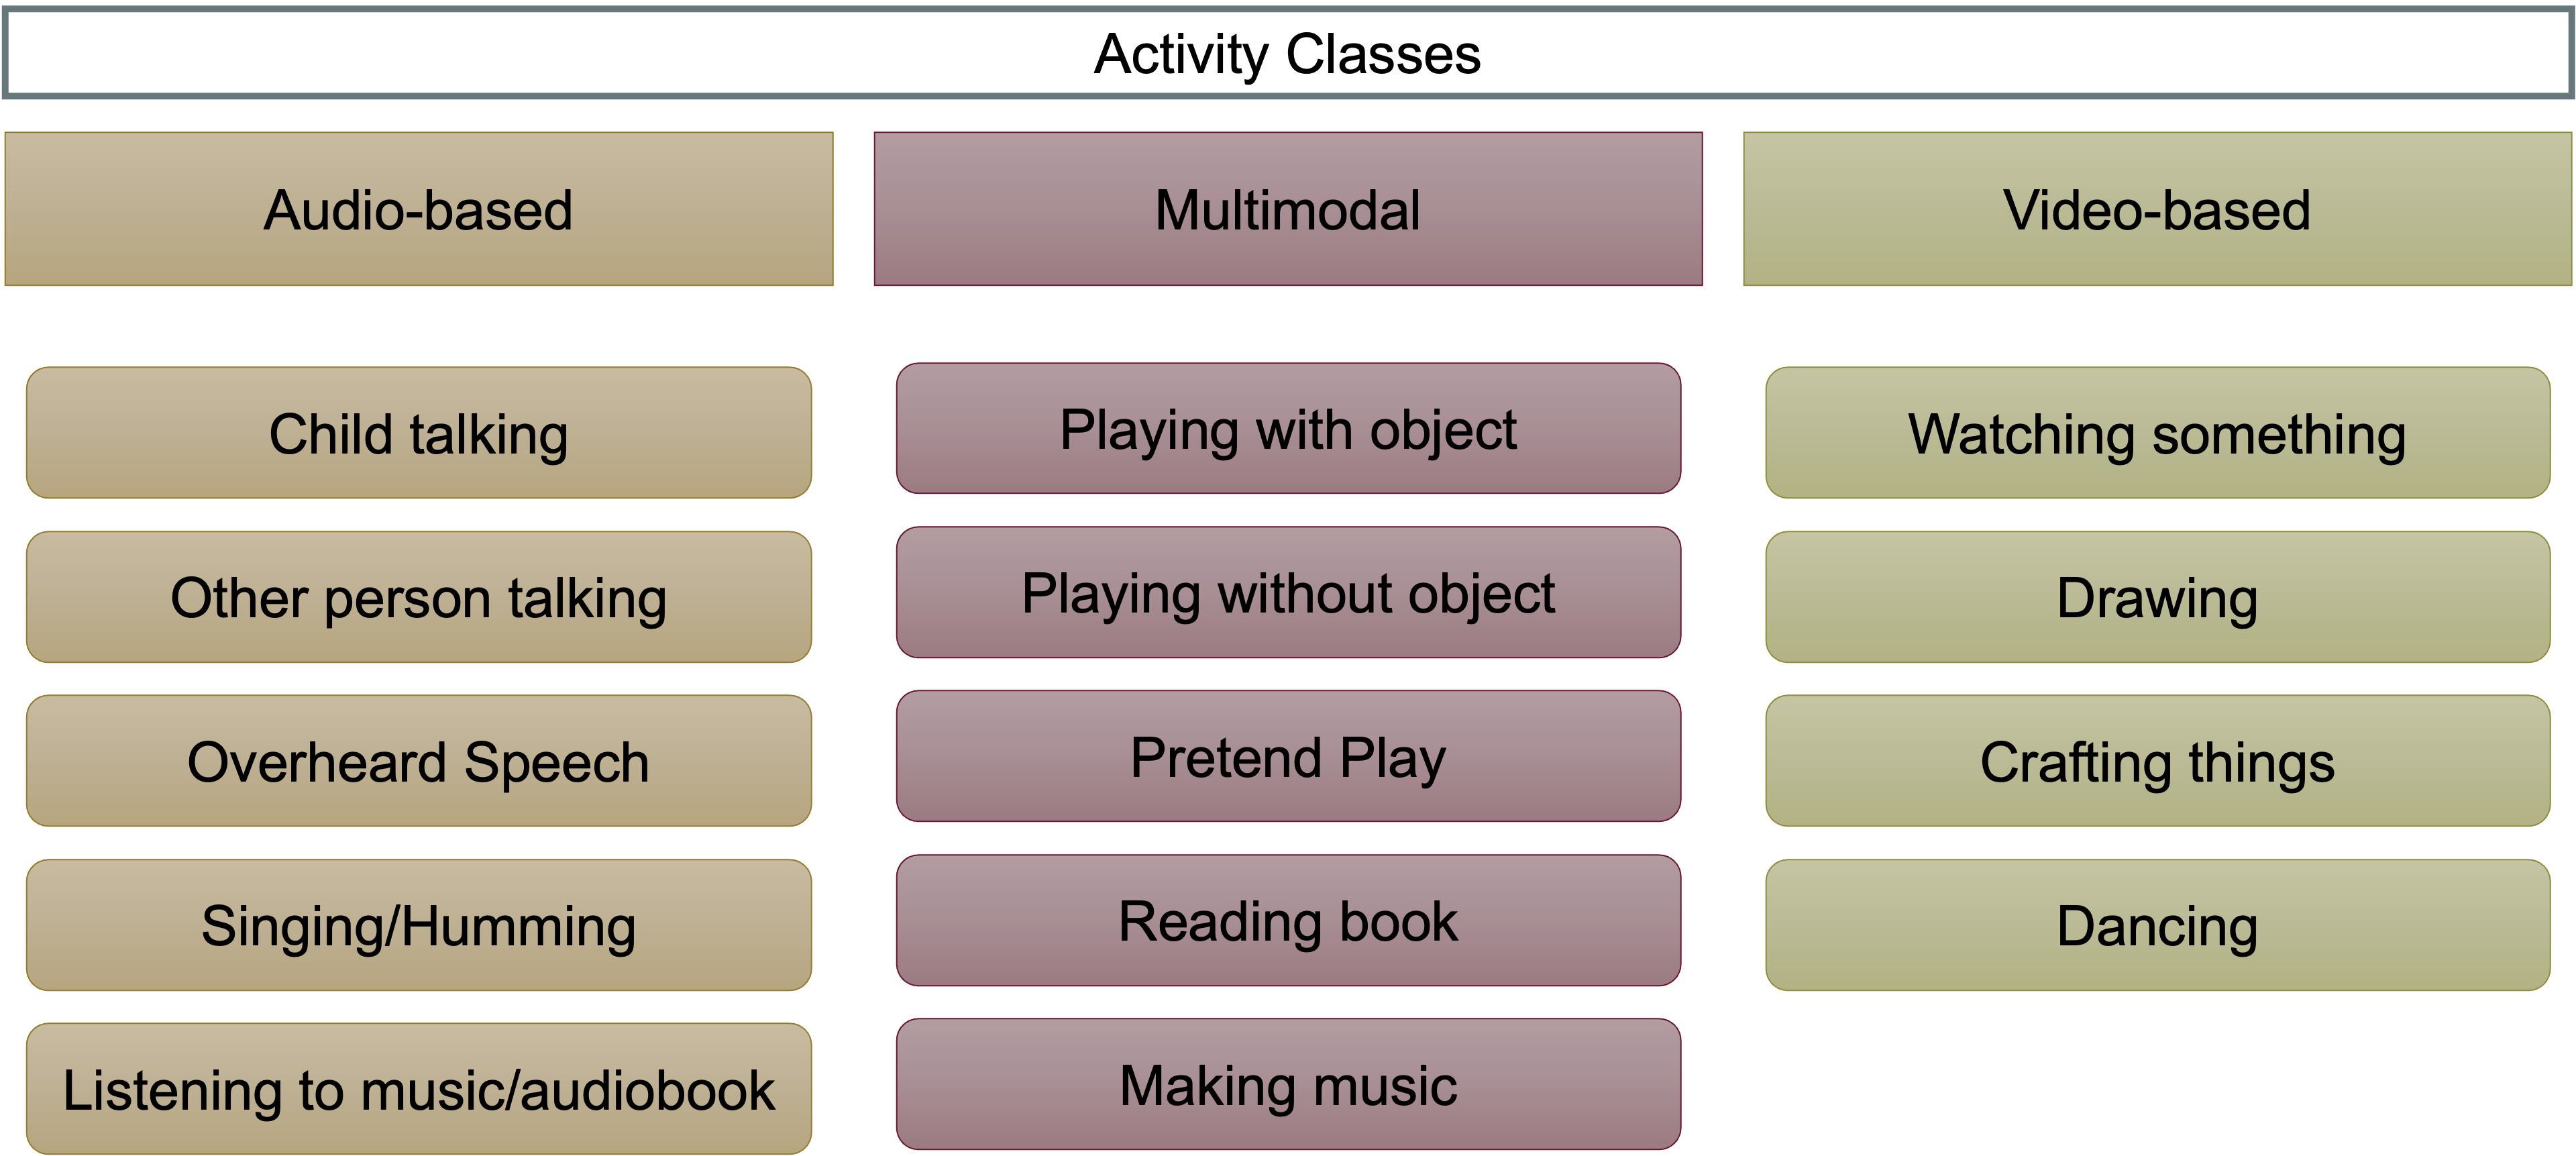 Activity Classes
Audio-based
Multimodal
Video-based
Child talking
Other person talking
Overheard Speech
Singing/Humming
Listening to music/audiobook
Playing with object
Playing without object
Pretend Play
Reading book
Making music
Watching something
Drawing
Crafting things
Dancing